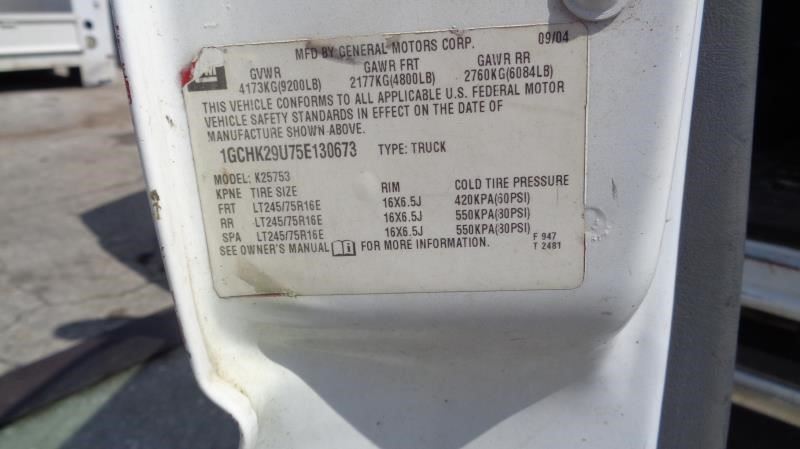 MFD BY GENERAL MOTORS CORP. 09/04
GVWR GAWR FRT GAWR RR
4173KG(9200LB) 2177KG(4800LB) 2760KG(6084LB)
THIS VEHICLE CONFORMS TO ALL APPLICABLE U.S. FEDERAL MOTOR
VEHICLE SAFETY STANDARDS IN EFFECT ON THE DATE OF
MANUFACTURE SHOWN ABOVE.
1GCHK29U75E130673 TYPE: TRUCK
MODEL: K25753
KPNE TIRE SIZE RIM COLD TIRE PRESSURE
FRT LT245/75R16E 16X6.5J 420KPA(60PSI)
RR LT245/75R16E 16X6.5J 550KPA(80PSI)
SPA LT245/75R16E 16X6.5J 550KPA(80PSI)
SEE OWNER'S MANUAL FOR MORE INFORMATION.
F 947
T 2481